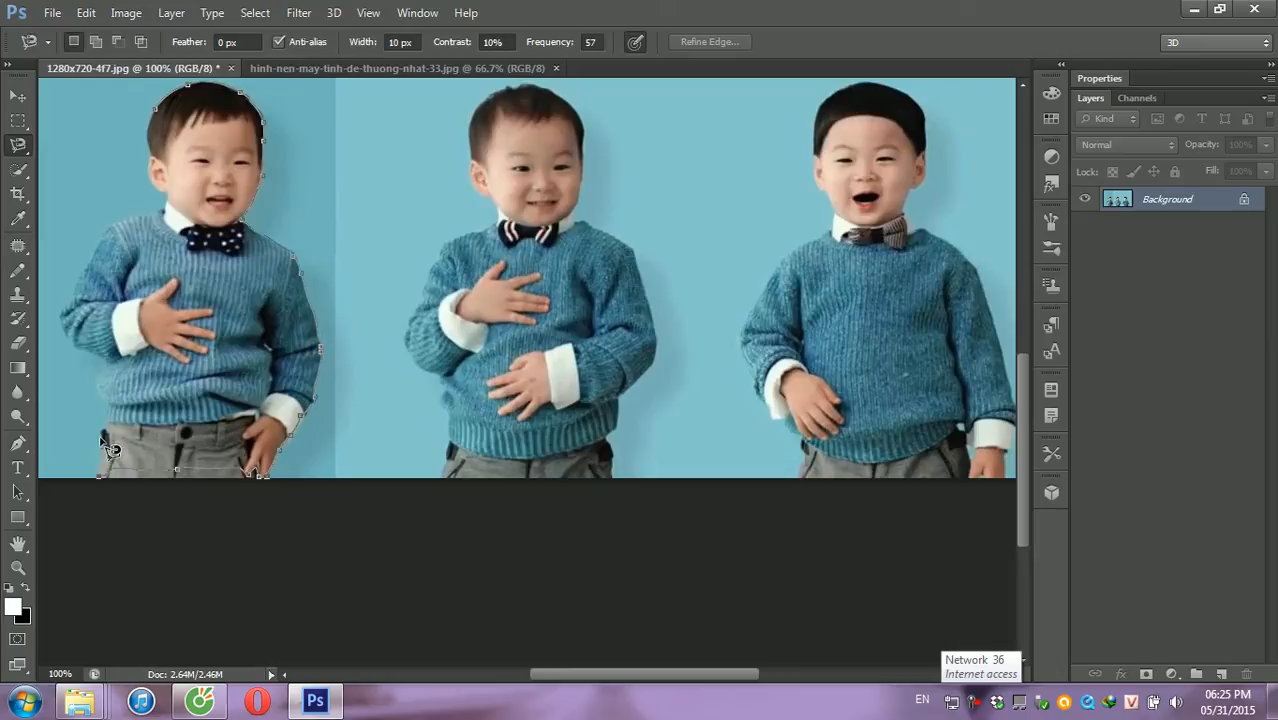 Ps File Edit Image Layer Type Select Filter 3D View Window Help
Feather: 0 px Anti-alias Width: 10 px Contrast: 10% Frequency: 57 Refine Edge... 3D
1280x720-4f7.jpg @ 100% (RGB/8) * × hinh-nen-may-tinh-de-thuong-nhat-33.jpg @ 66.7% (RGB/8) ×
Properties
Layers Channels
Kind
Normal Opacity: 100%
Lock: Fill: 100%
Background
Network 36
Internet access
100% Doc: 2.64M/2.46M
Ps EN 06:25 PM
05/31/2015